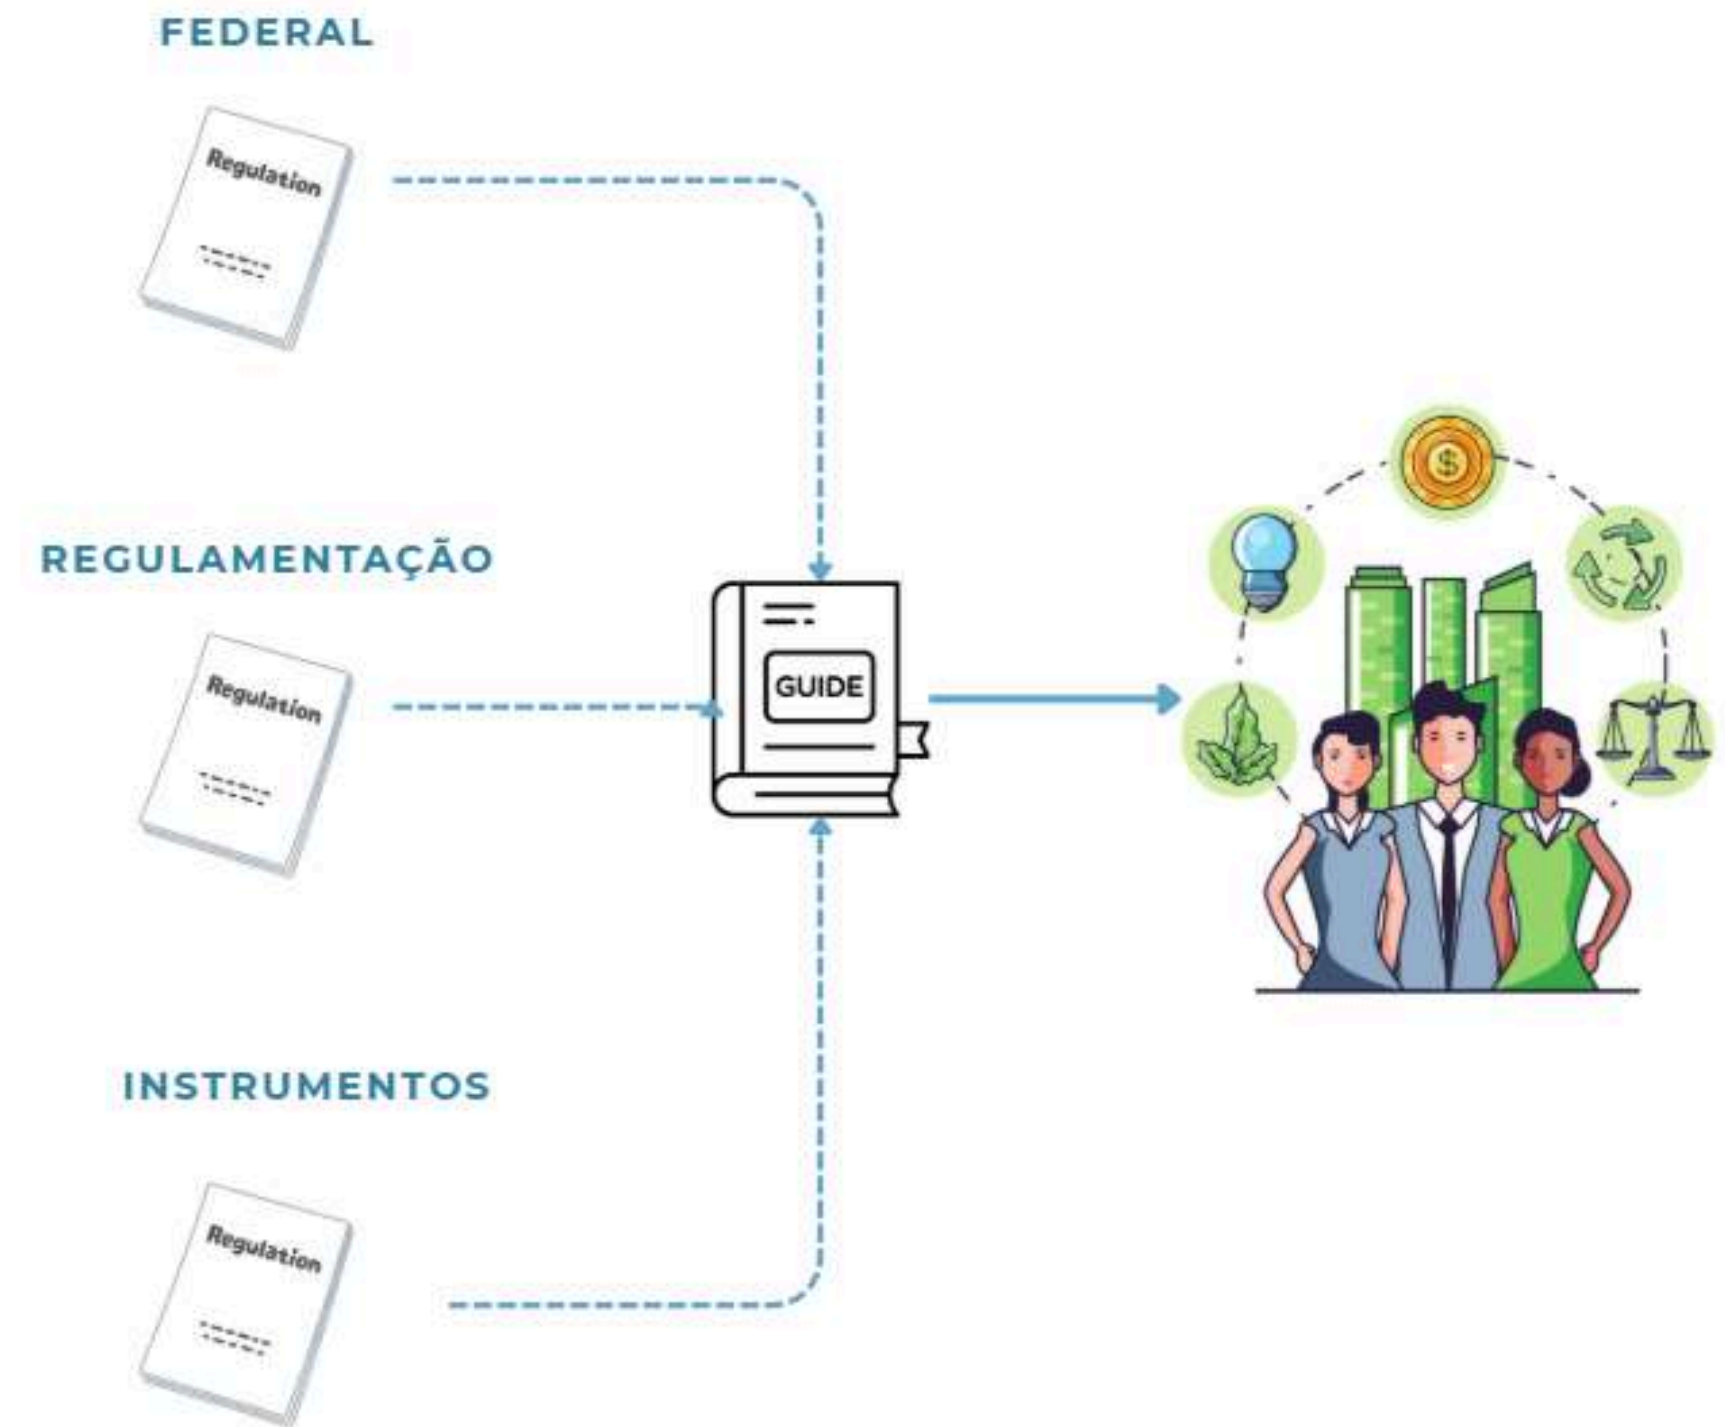 FEDERAL
Regulation
REGULAMENTAÇÃO
Regulation
GUIDE
$
INSTRUMENTOS
Regulation